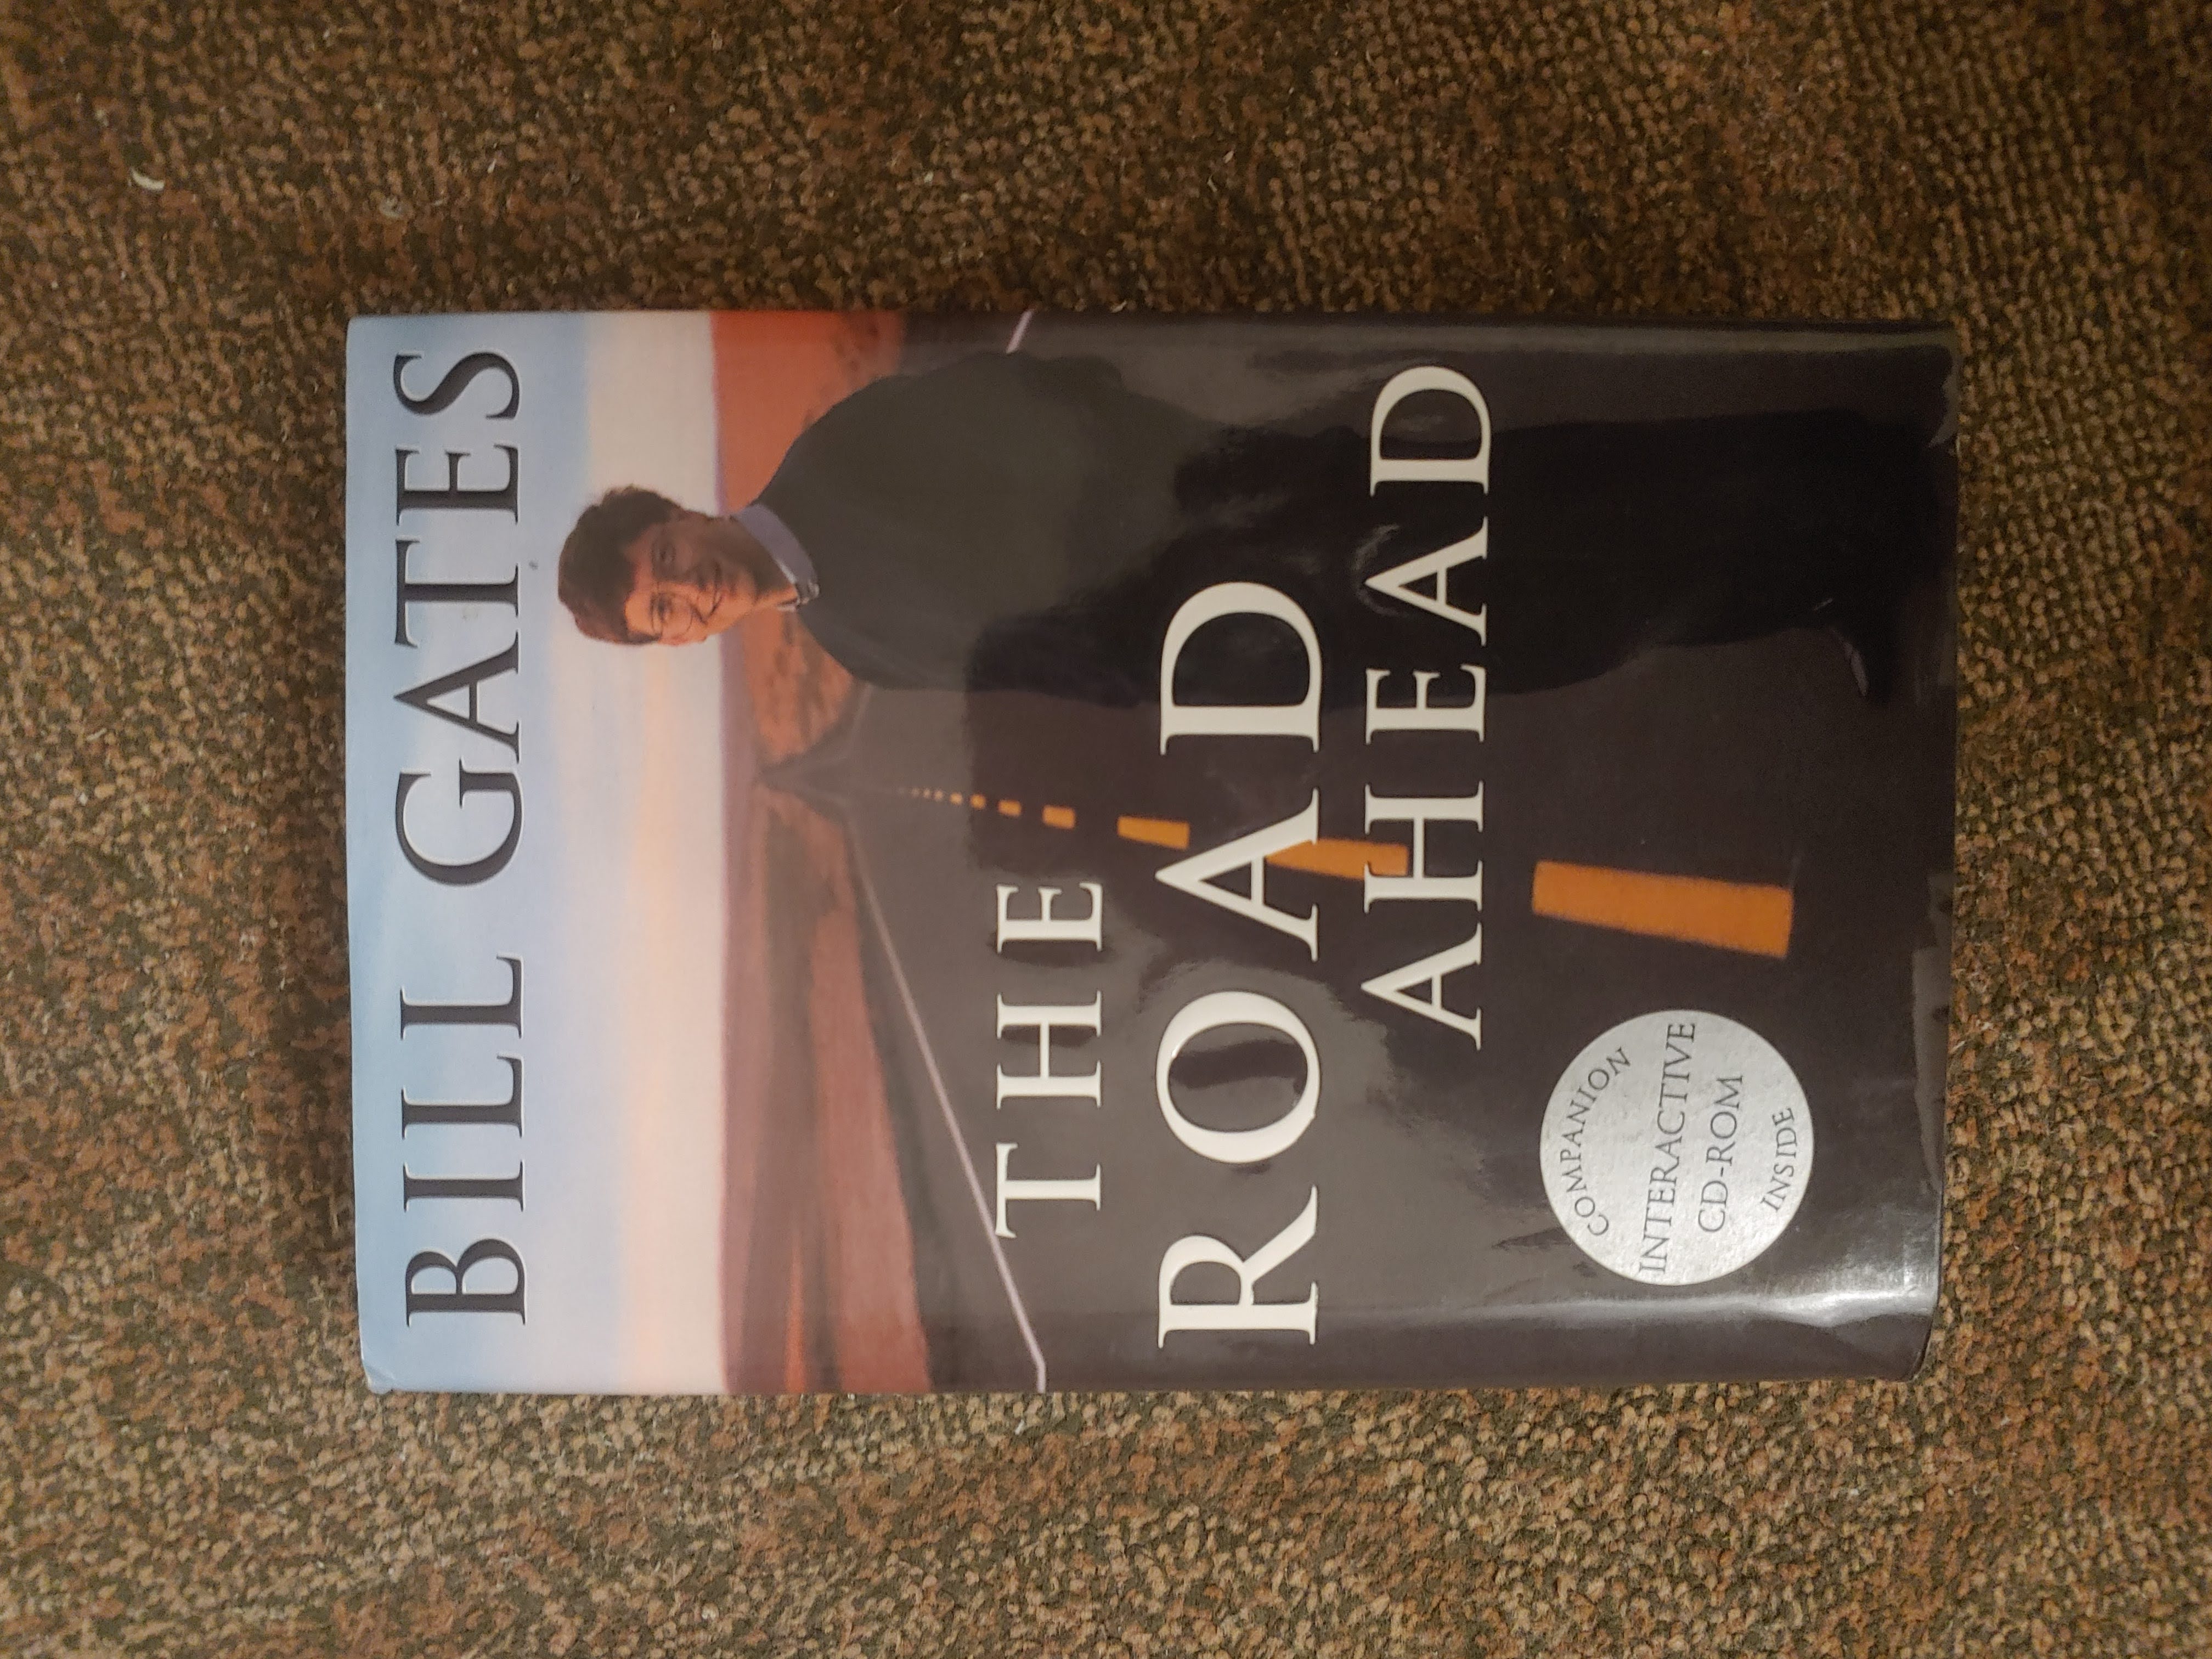 BILL GATES
THE
ROAD
AHEAD
COMPANION
INTERACTIVE
CD-ROM
INSIDE